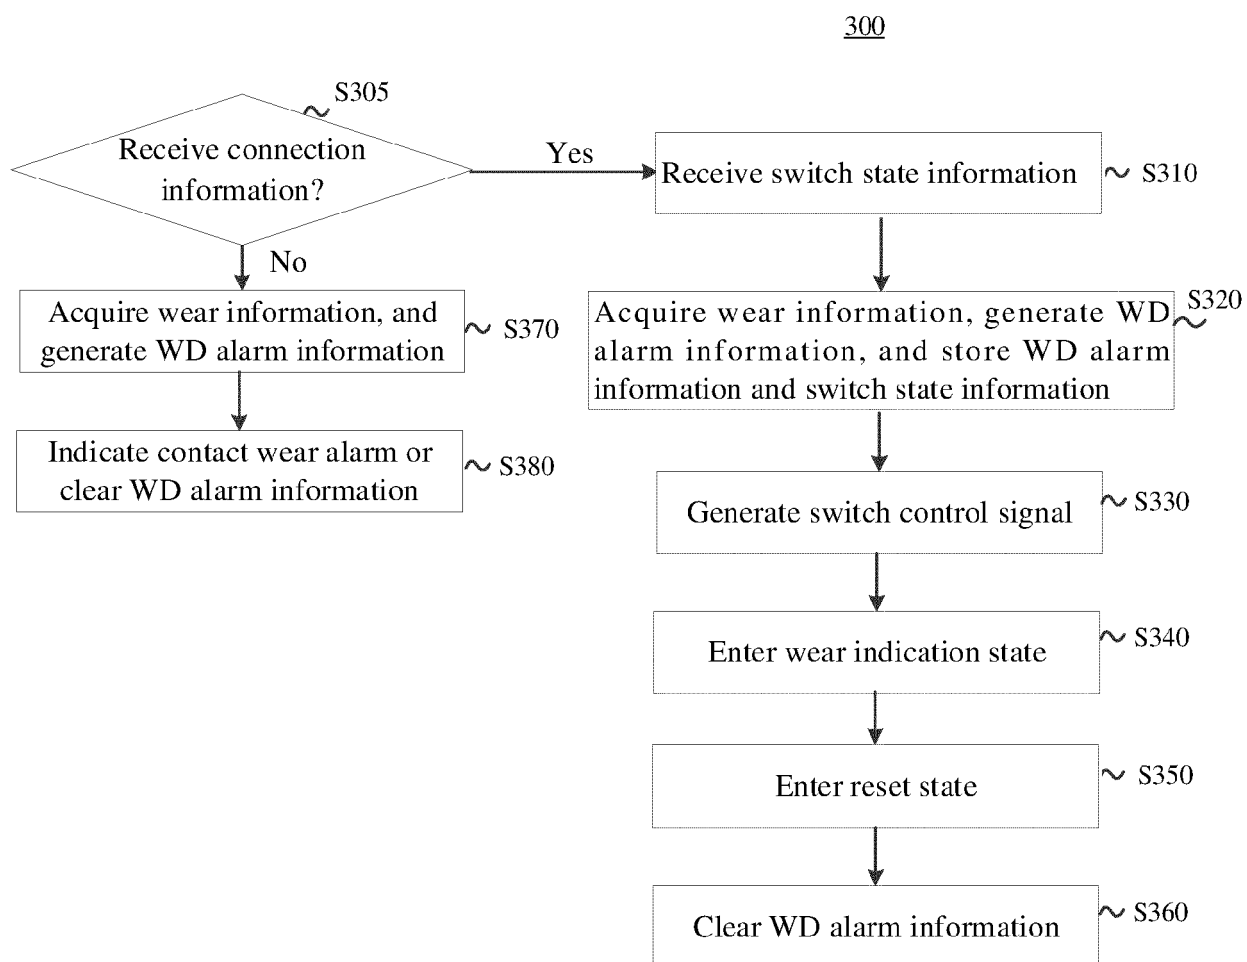 300
S305
Receive connection
information?
Yes
Receive switch state information
S310
No
Acquire wear information, and
generate WD alarm information
S370
Acquire wear information, generate WD
alarm information, and store WD alarm
information and switch state information
S320
Indicate contact wear alarm or
clear WD alarm information
S380
Generate switch control signal
S330
Enter wear indication state
S340
Enter reset state
S350
Clear WD alarm information
S360